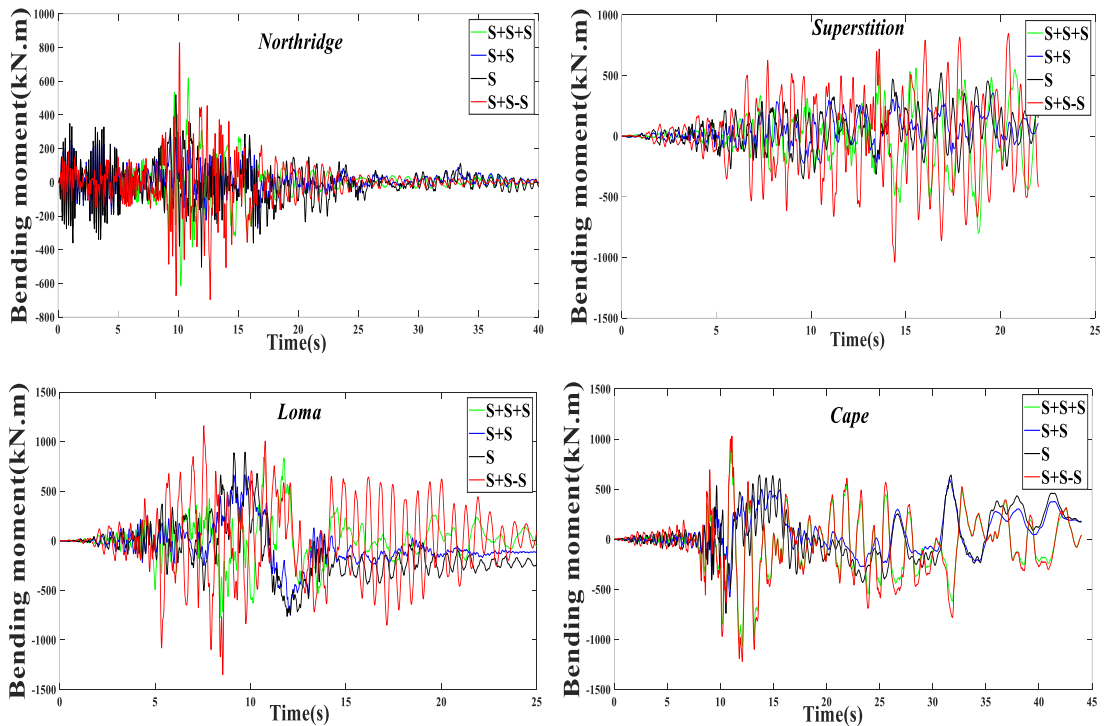 Northridge
S+S+S
S+S
S
S+S-S
Bending moment(kN.m)
1000
800
600
400
200
0
-200
-400
-600
-800
0 5 10 15 20 25 30 35 40
Time(s)
Superstition
S+S+S
S+S
S
S+S-S
Bending moment(kN.m)
1000
500
0
-500
-1000
-1500
0 5 10 15 20 25
Time(s)
Loma
S+S+S
S+S
S
S+S-S
Bending moment(kN.m)
1500
1000
500
0
-500
-1000
-1500
0 5 10 15 20 25
Time(s)
Cape
S+S+S
S+S
S
S+S-S
Bending moment(kN.m)
1500
1000
500
0
-500
-1000
-1500
0 5 10 15 20 25 30 35 40 45
Time(s)